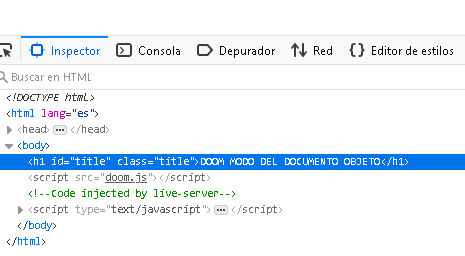 Inspector Consola Depurador Red {} Editor de estilos
Buscar en HTML
<!DOCTYPE html>
<html lang="es">
<head> ••• </head>
<body>
<h1 id="title" class="title">DOOM MODO DEL DOCUMENTO OBJETO</h1>
<script src="doom.js"></script>
<!--Code injected by live-server-->
<script type="text/javascript"> ••• </script>
</body>
</html>